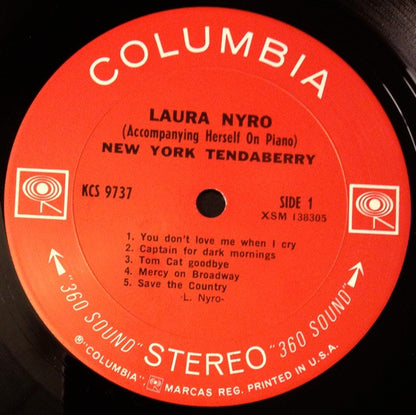 COLUMBIA
LAURA NYRO
(Accompanying Herself On Piano)
NEW YORK TENDABERRY
KCS 9737
SIDE 1
XSM 138305
1. You don't love me when I cry
2. Captain for dark mornings
3. Tom Cat goodbye
4. Mercy on Broadway
5. Save the Country
-L. Nyro-
"360 SOUND" STEREO "360 SOUND"
℗"COLUMBIA", MARCAS REG. PRINTED IN U.S.A.